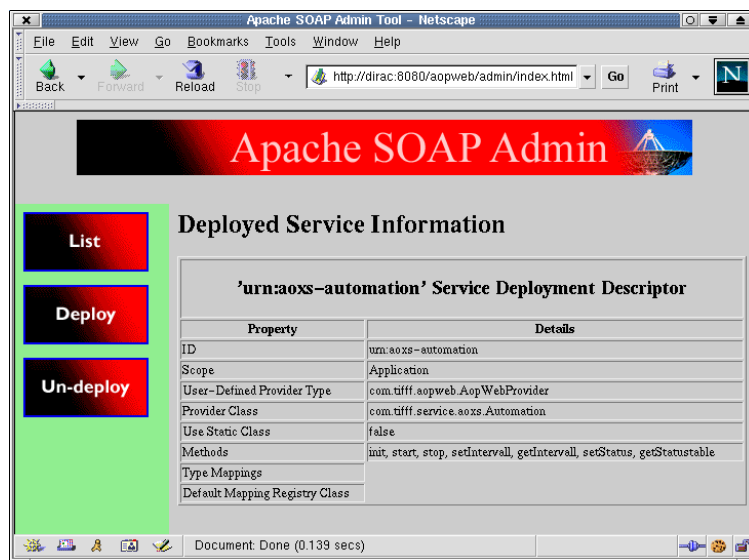 Apache SOAP Admin Tool - Netscape
File Edit View Go Bookmarks Tools Window Help
Back Forward Reload Stop http://dirac:8080/aopweb/admin/index.html Go Print N
Apache SOAP Admin
List
Deploy
Un-deploy
Deployed Service Information
'urn:aoxs-automation' Service Deployment Descriptor
Property Details
ID urn:aoxs-automation
Scope Application
User-Defined Provider Type com.tifff.aopweb.AopWebProvider
Provider Class com.tifff.service.aoxs.Automation
Use Static Class false
Methods init, start, stop, setIntervall, getIntervall, setStatus, getStatustable
Type Mappings
Default Mapping Registry Class
Document: Done (0.139 secs)